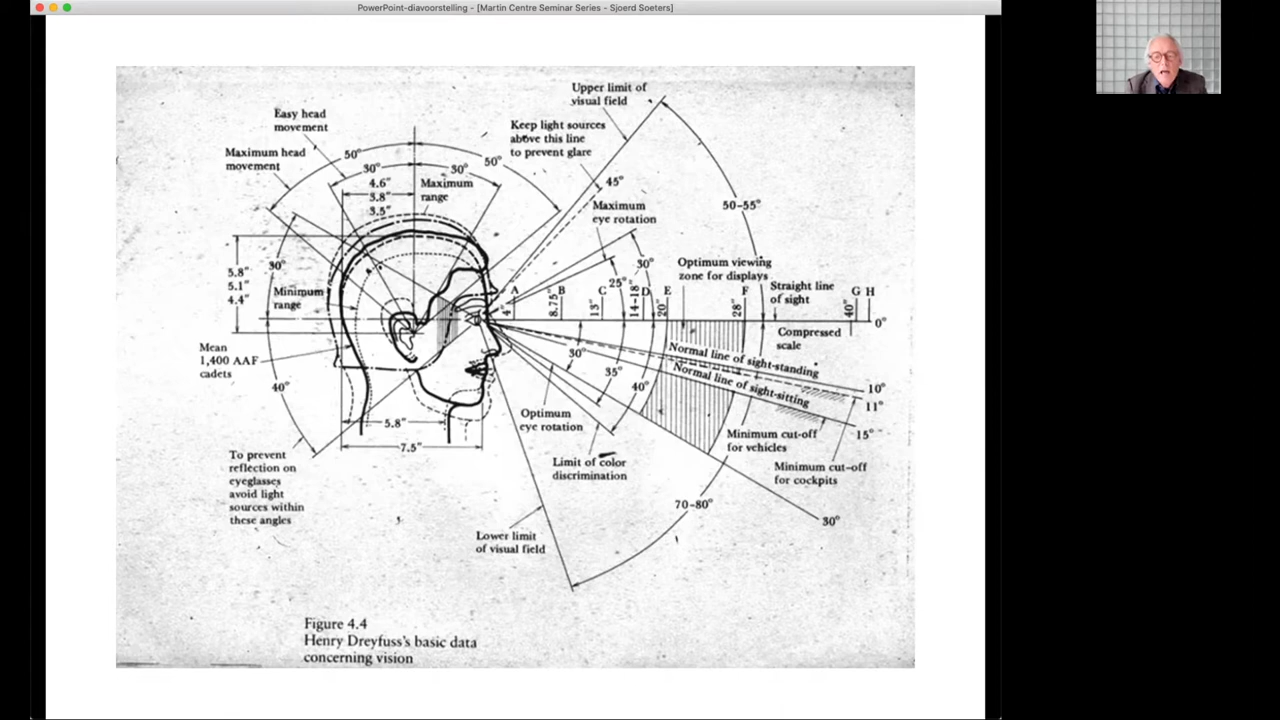 PowerPoint-diavoorstelling - [Martin Centre Seminar Series - Sjoerd Soeters]
Upper limit of
visual field
Easy head
movement
Keep light sources
above this line
to prevent glare
Maximum head
movement
50°
30°
30°
50°
4.6"
3.8"
3.5"
Maximum
range
45°
Maximum
eye rotation
50-55°
5.8"
5.1"
4.4"
30°
Minimum
range
30°
25°
Optimum viewing
zone for displays
Straight line
of sight
A
B
C
D
E
F
G H
4"
8.75"
13"
14-18"
20"
28"
40"
0°
Compressed
scale
Mean
1,400 AAF
cadets
40°
30°
35°
40°
Normal line of sight-standing
Normal line of sight-sitting
10°
11°
15°
5.8"
7.5"
Optimum
eye rotation
Minimum cut-off
for vehicles
Limit of color
discrimination
Minimum cut-off
for cockpits
To prevent
reflection on
eyeglasses
avoid light
sources within
these angles
70-80°
30°
Lower limit
of visual field
Figure 4.4
Henry Dreyfuss's basic data
concerning vision